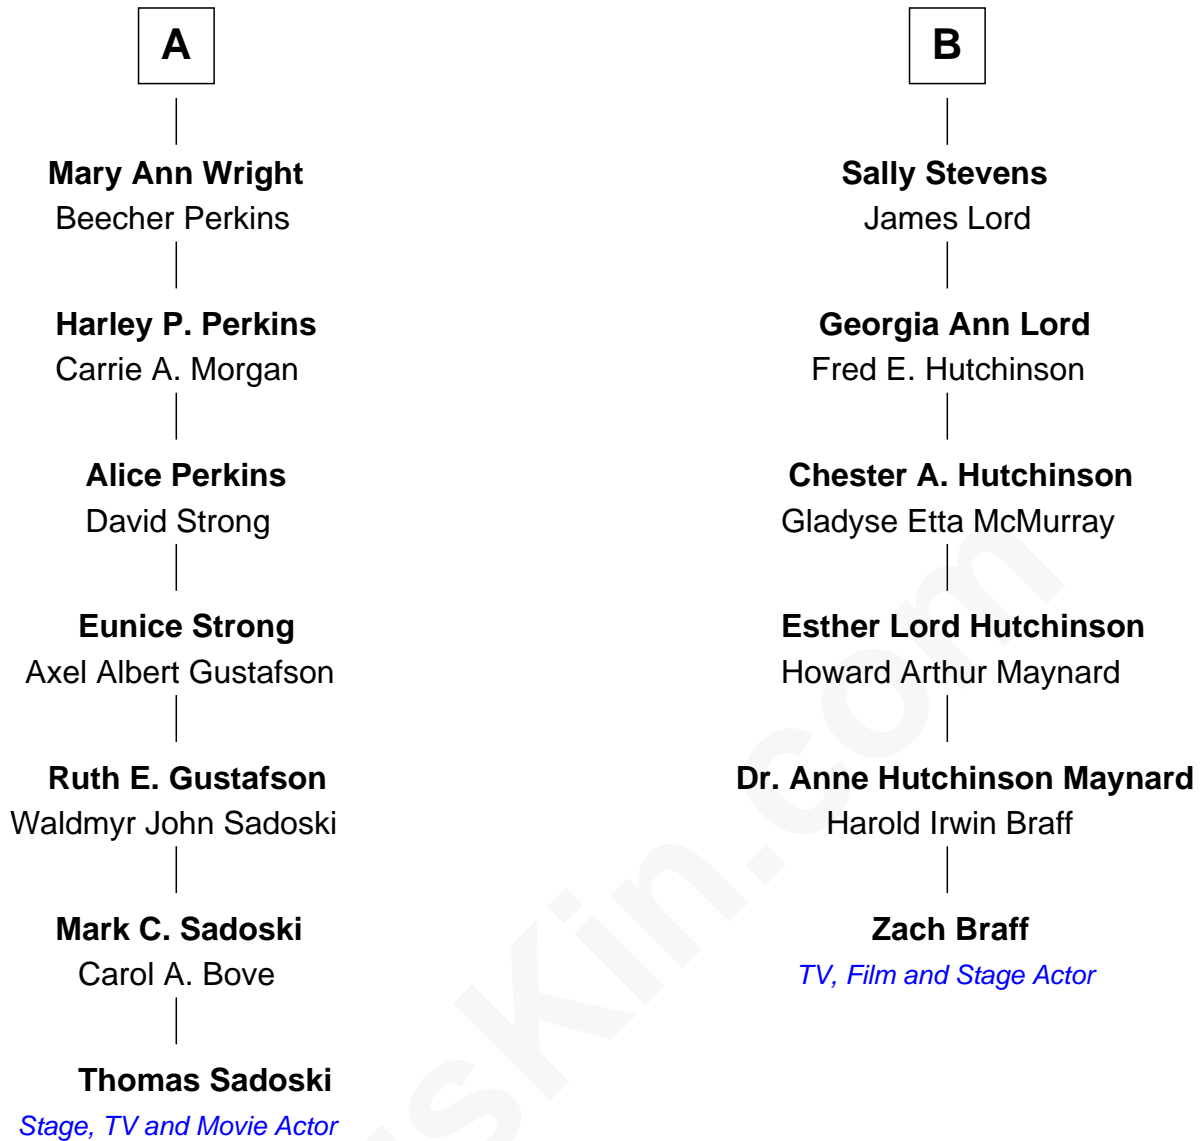 A
Mary Ann Wright
Beecher Perkins
Harley P. Perkins
Carrie A. Morgan
Alice Perkins
David Strong
Eunice Strong
Axel Albert Gustafson
Ruth E. Gustafson
Waldmyr John Sadoski
Mark C. Sadoski
Carol A. Bove
Thomas Sadoski
Stage, TV and Movie Actor
B
Sally Stevens
James Lord
Georgia Ann Lord
Fred E. Hutchinson
Chester A. Hutchinson
Gladyse Etta McMurray
Esther Lord Hutchinson
Howard Arthur Maynard
Dr. Anne Hutchinson Maynard
Harold Irwin Braff
Zach Braff
TV, Film and Stage Actor